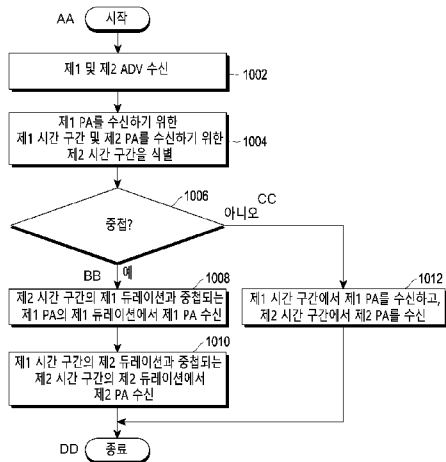 AA
시작
제1 및 제2 ADV 수신
1002
제1 PA를 수신하기 위한
제1 시간 구간 및 제2 PA를 수신하기 위한
제2 시간 구간을 식별
1004
1006
중첩?
CC
아니오
BB
예
1008
제2 시간 구간의 제1 듀레이션과 중첩되는
제1 PA의 제1 듀레이션에서 제1 PA 수신
1012
제1 시간 구간에서 제1 PA를 수신하고,
제2 시간 구간에서 제2 PA를 수신
1010
제1 시간 구간의 제2 듀레이션과 중첩되는
제2 시간 구간의 제2 듀레이션에서
제2 PA 수신
DD
종료